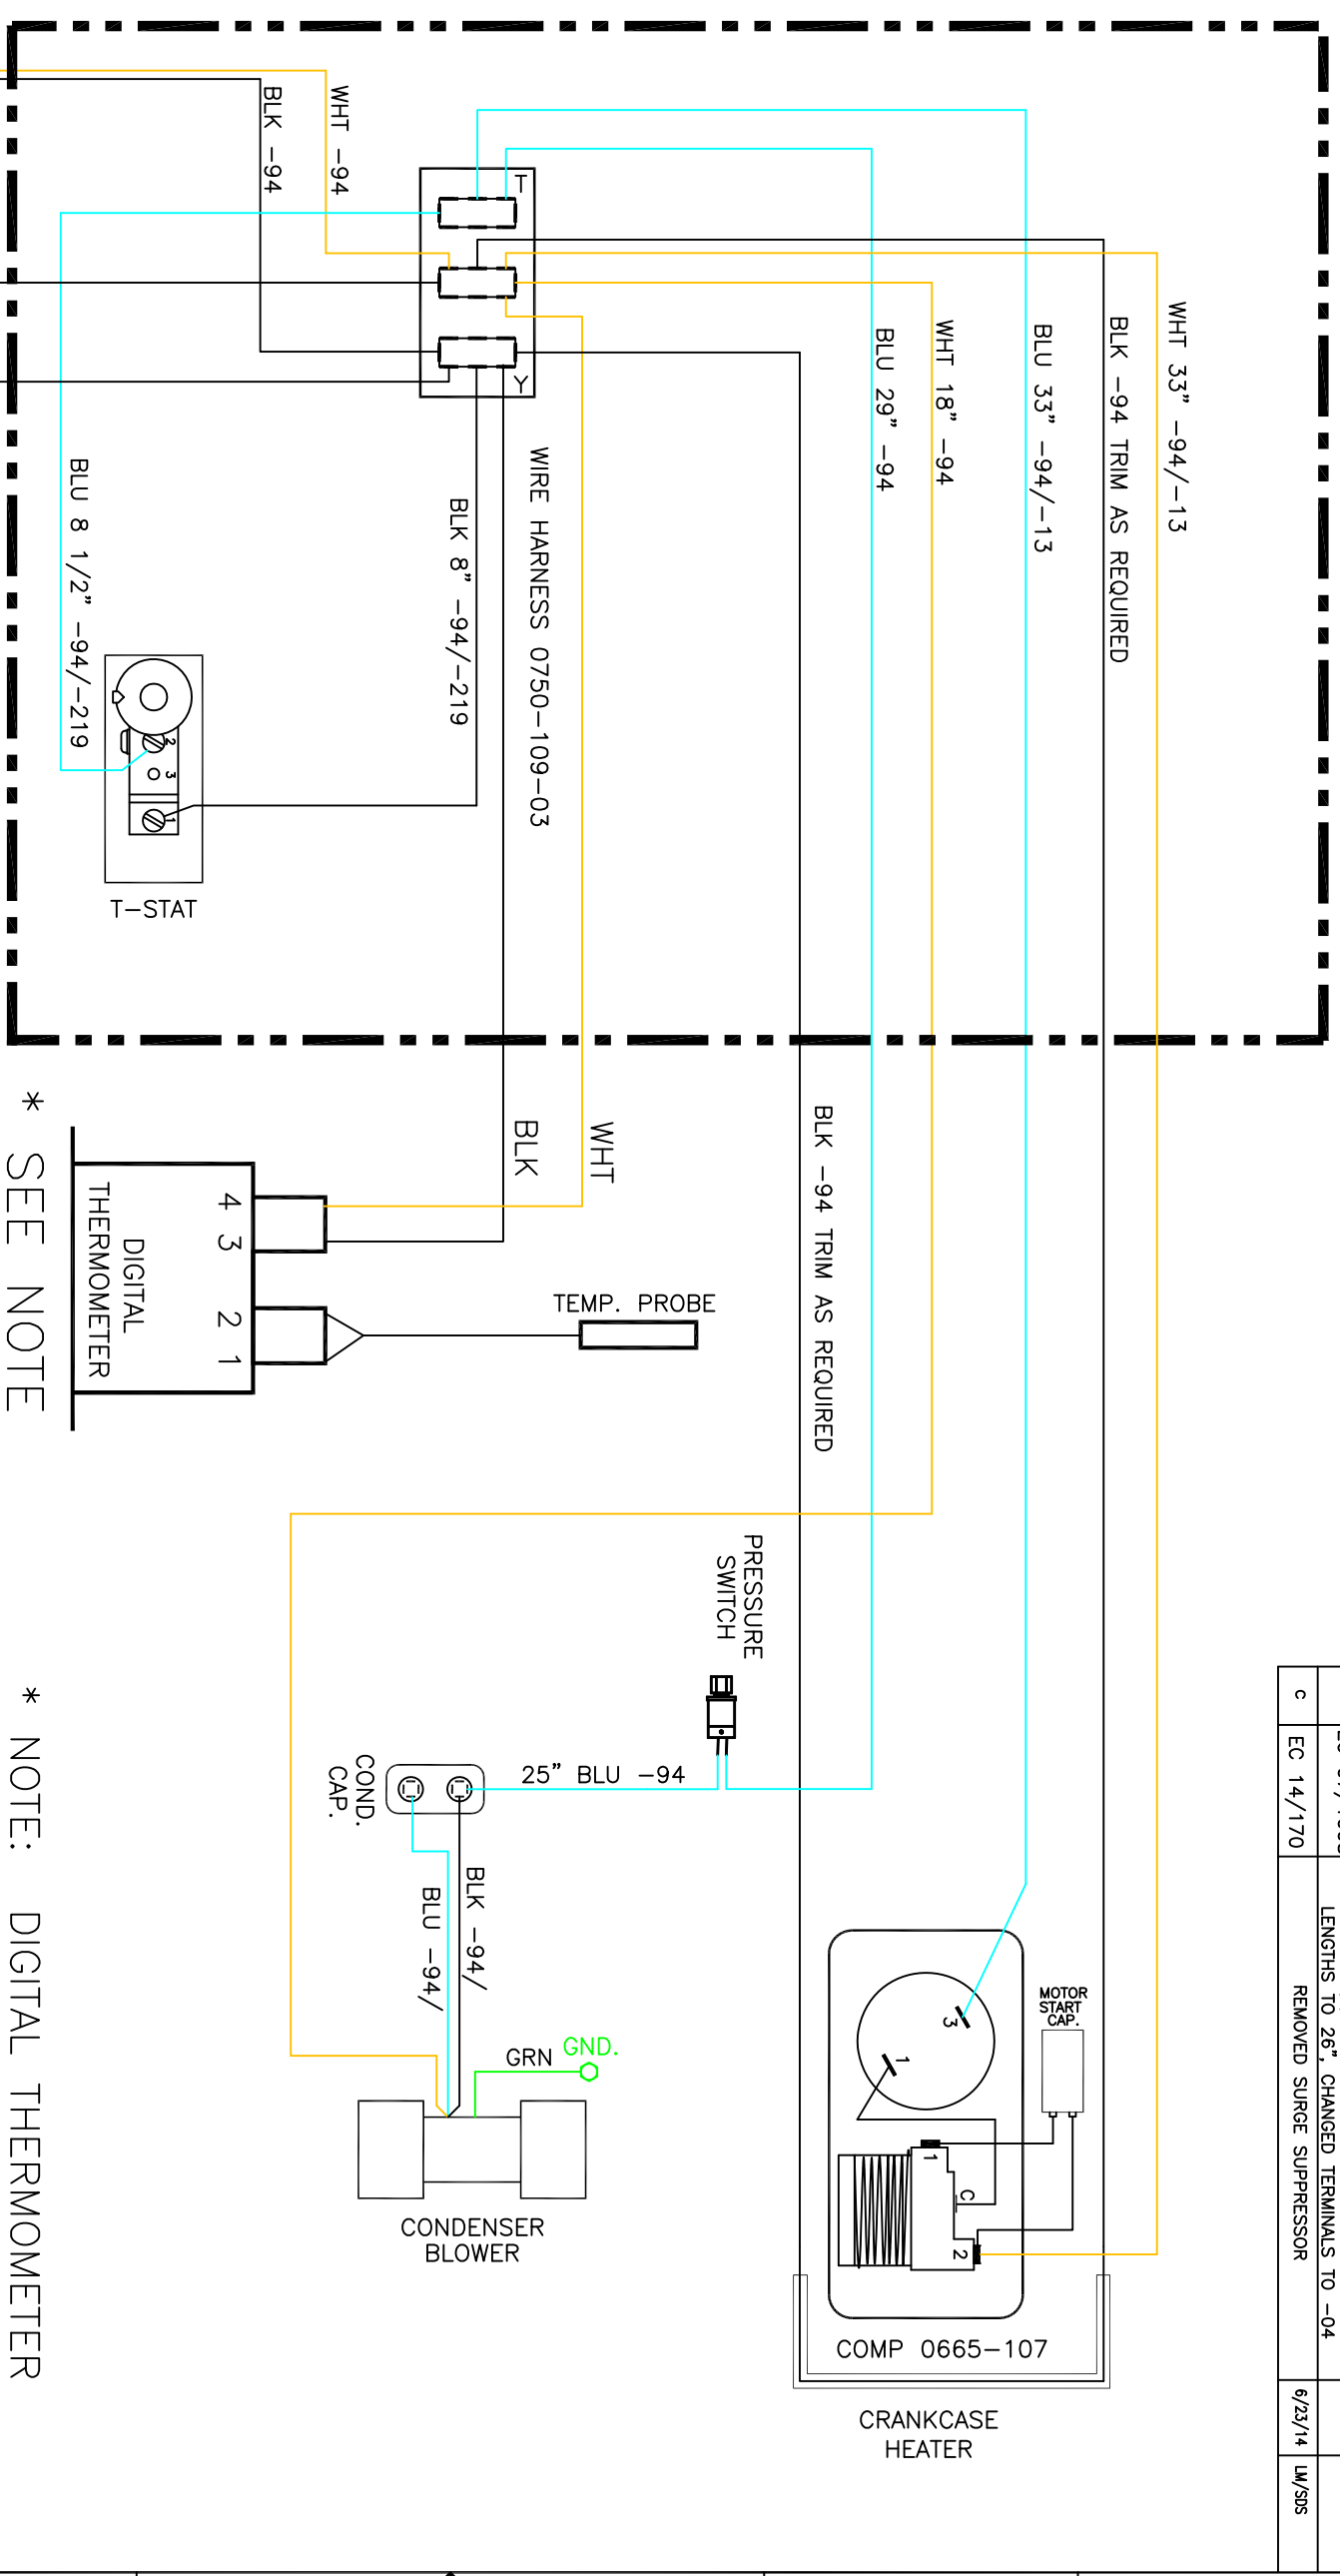 WHT -94
BLK -94
T
Y
WHT 33" -94/-13
BLK -94 TRIM AS REQUIRED
BLU 33" -94/-13
WHT 18" -94
BLU 29" -94
WIRE HARNESS 0750-109-03
BLK 8" -94/-219
BLU 8 1/2" -94/-219
2
3
1
T-STAT
* SEE NOTE
WHT
BLK
4 3 2 1
DIGITAL
THERMOMETER
TEMP. PROBE
BLK -94 TRIM AS REQUIRED
PRESSURE
SWITCH
25" BLU -94
COND.
CAP.
BLK -94/
BLU -94/
GRN
GND.
CONDENSER
BLOWER
MOTOR
START
CAP.
3
1
1
C
2
COMP 0665-107
CRANKCASE
HEATER
* NOTE: DIGITAL THERMOMETER
LENGTHS TO 26", CHANGED TERMINALS TO -04
C EC 14/170 REMOVED SURGE SUPPRESSOR 6/23/14 LM/SDS